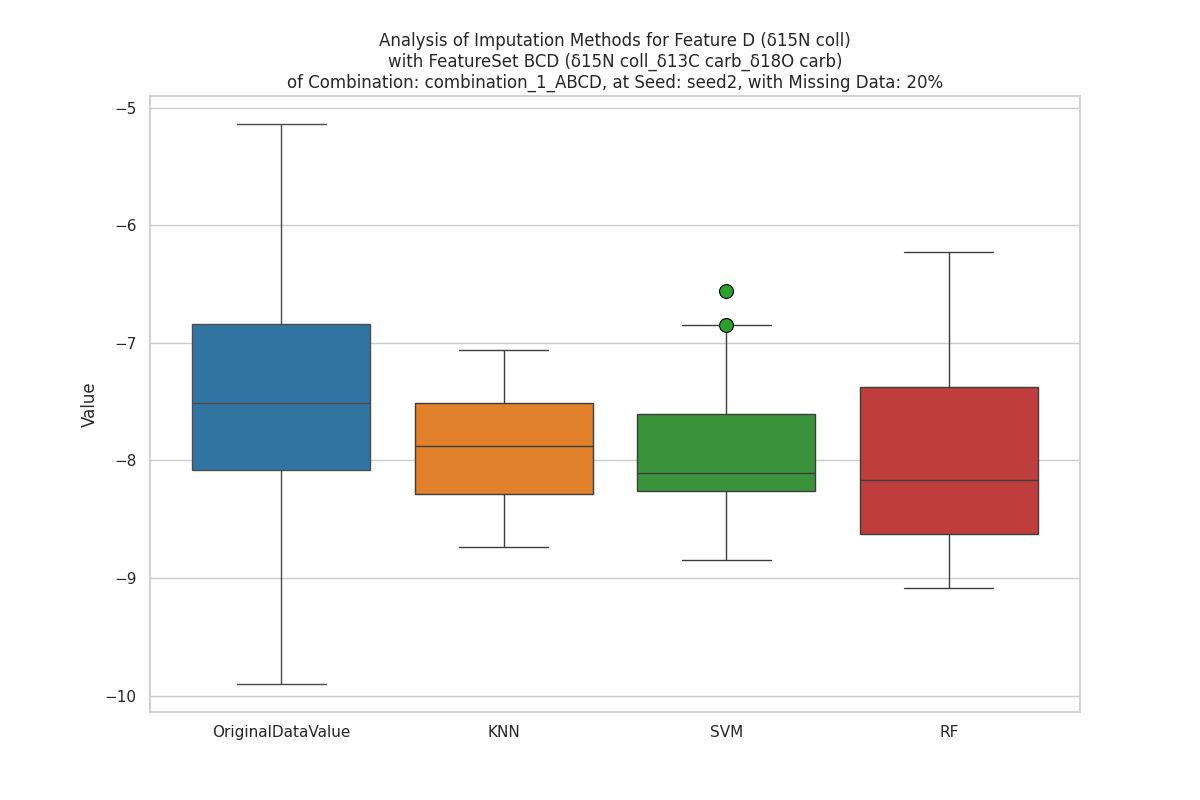 Analysis of Imputation Methods for Feature D (δ15N coll)
with FeatureSet BCD (δ15N coll_δ13C carb_δ18O carb)
of Combination: combination_1_ABCD, at Seed: seed2, with Missing Data: 20%
−5
−6
−7
−8
−9
−10
Value
OriginalDataValue
KNN
SVM
RF